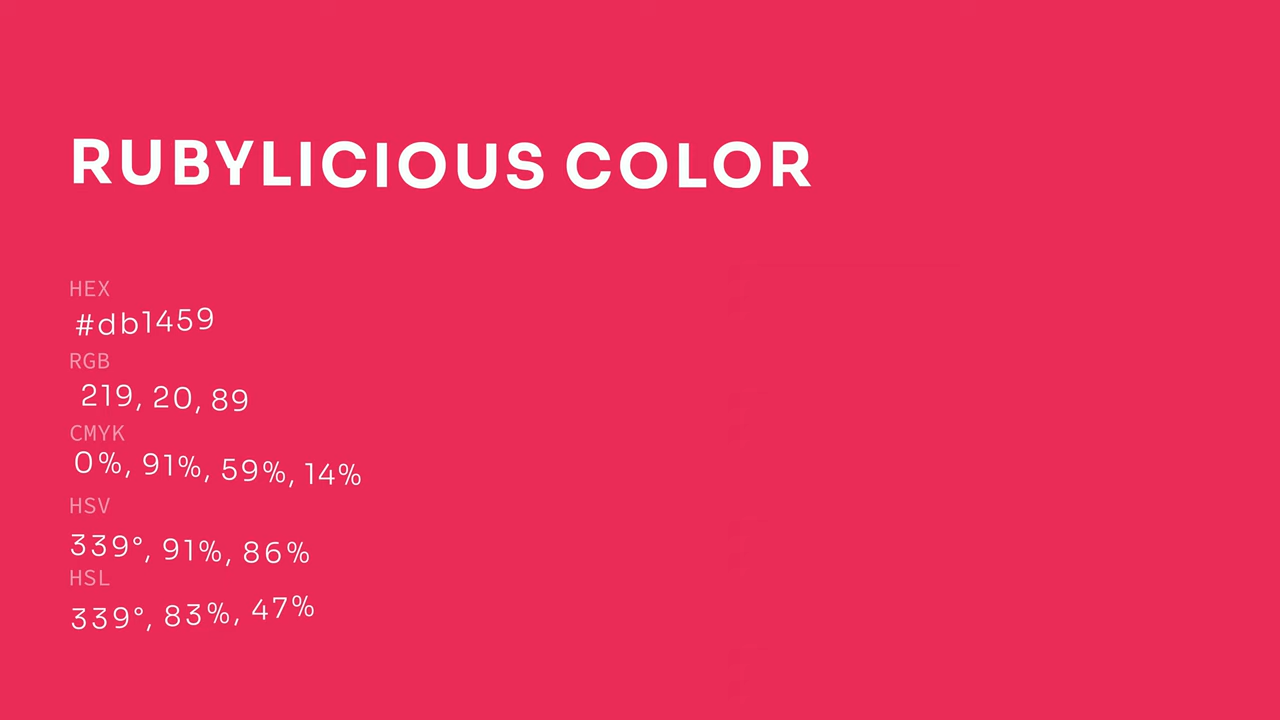 RUBYLICIOUS COLOR
HEX
#db1459
RGB
219, 20, 89
CMYK
0%, 91%, 59%, 14%
HSV
339°, 91%, 86%
HSL
339°, 83%, 47%